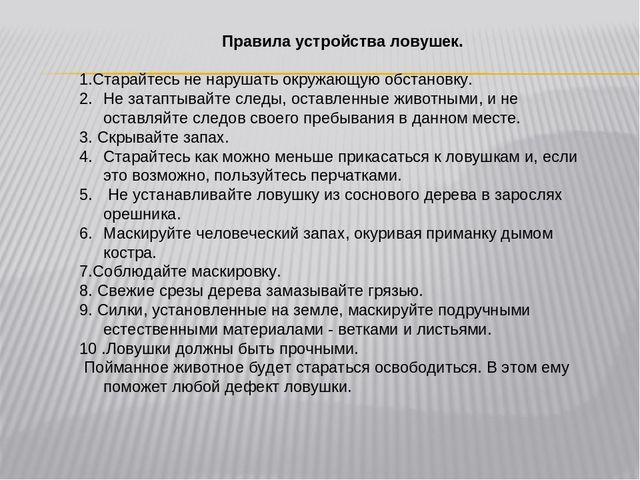 Правила устройства ловушек.
1.Старайтесь не нарушать окружающую обстановку.
2. Не затаптывайте следы, оставленные животными, и не
оставляйте следов своего пребывания в данном месте.
3. Скрывайте запах.
4. Старайтесь как можно меньше прикасаться к ловушкам и, если
это возможно, пользуйтесь перчатками.
5. Не устанавливайте ловушку из соснового дерева в зарослях
орешника.
6. Маскируйте человеческий запах, окуривая приманку дымом
костра.
7.Соблюдайте маскировку.
8. Свежие срезы дерева замазывайте грязью.
9. Силки, установленные на земле, маскируйте подручными
естественными материалами - ветками и листьями.
10 .Ловушки должны быть прочными.
Пойманное животное будет стараться освободиться. В этом ему
поможет любой дефект ловушки.